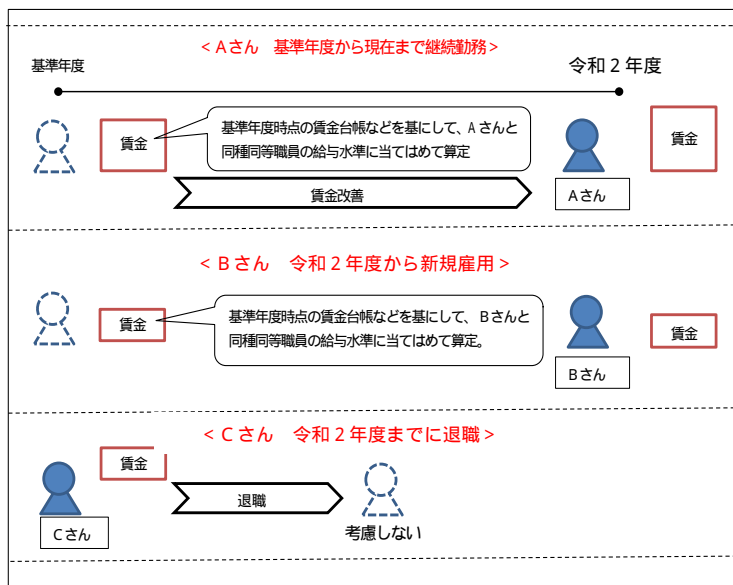 ＜Ａさん　基準年度から現在まで継続勤務＞
基準年度
令和２年度
賃金
基準年度時点の賃金台帳などを基にして、Ａさんと
同種同等職員の給与水準に当てはめて算定
賃金
賃金改善
Ａさん
＜Ｂさん　令和２年度から新規雇用＞
賃金
基準年度時点の賃金台帳などを基にして、Ｂさんと
同種同等職員の給与水準に当てはめて算定。
賃金
Ｂさん
＜Ｃさん　令和２年度までに退職＞
賃金
退職
Ｃさん
考慮しない